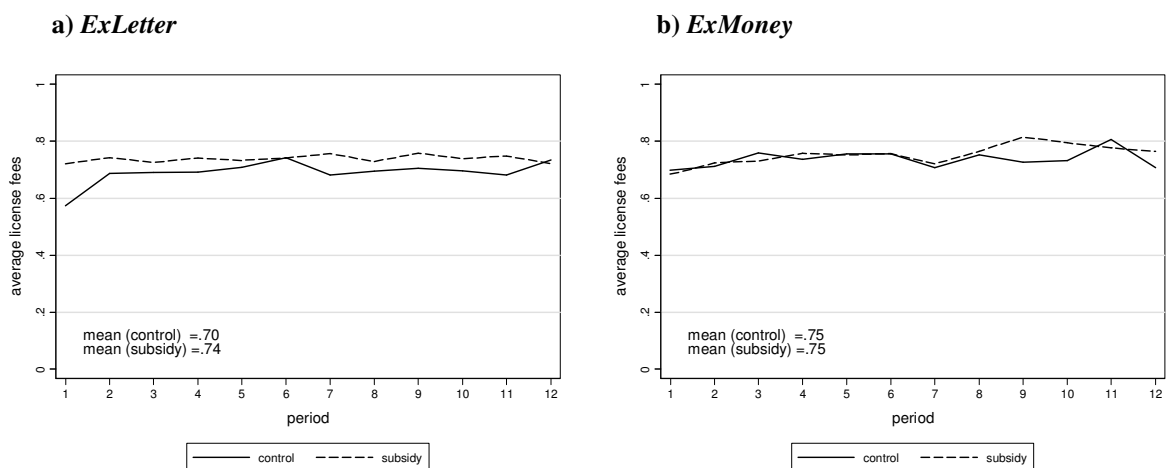 a) ExLetter
average license fees
1
.8
.6
.4
.2
0
mean (control) =.70
mean (subsidy) =.74
1 2 3 4 5 6 7 8 9 10 11 12
period
control subsidy
b) ExMoney
average license fees
1
.8
.6
.4
.2
0
mean (control) =.75
mean (subsidy) =.75
1 2 3 4 5 6 7 8 9 10 11 12
period
control subsidy